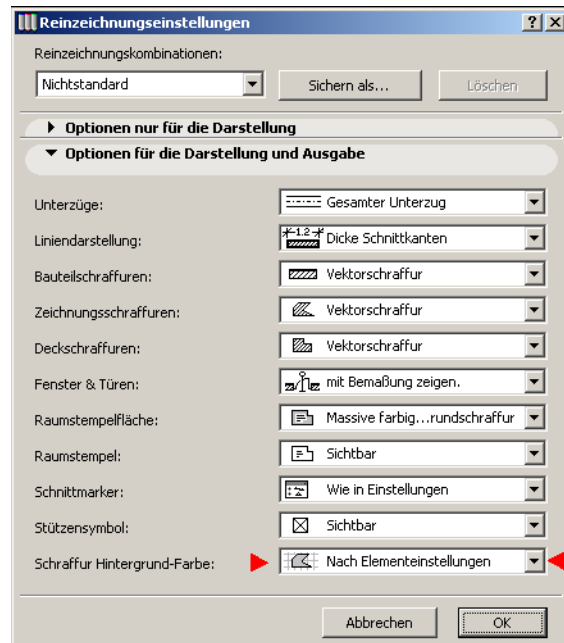 Reinzeichnungseinstellungen
Reinzeichnungskombinationen:
Nichtstandard
Sichern als...
Löschen
Optionen nur für die Darstellung
Optionen für die Darstellung und Ausgabe
Unterzüge: Gesamter Unterzug
Liniendarstellung: 1.2 Dicke Schnittkanten
Bauteilschraffuren: Vektorschraffur
Zeichnungsschraffuren: Vektorschraffur
Deckschraffuren: Vektorschraffur
Fenster & Türen: mit Bemaßung zeigen.
Raumstempelfläche: Massive farbig...rundschraffur
Raumstempel: Sichtbar
Schnittmarker: Wie in Einstellungen
Stützensymbol: Sichtbar
Schraffur Hintergrund-Farbe: Nach Elementeinstellungen
Abbrechen
OK